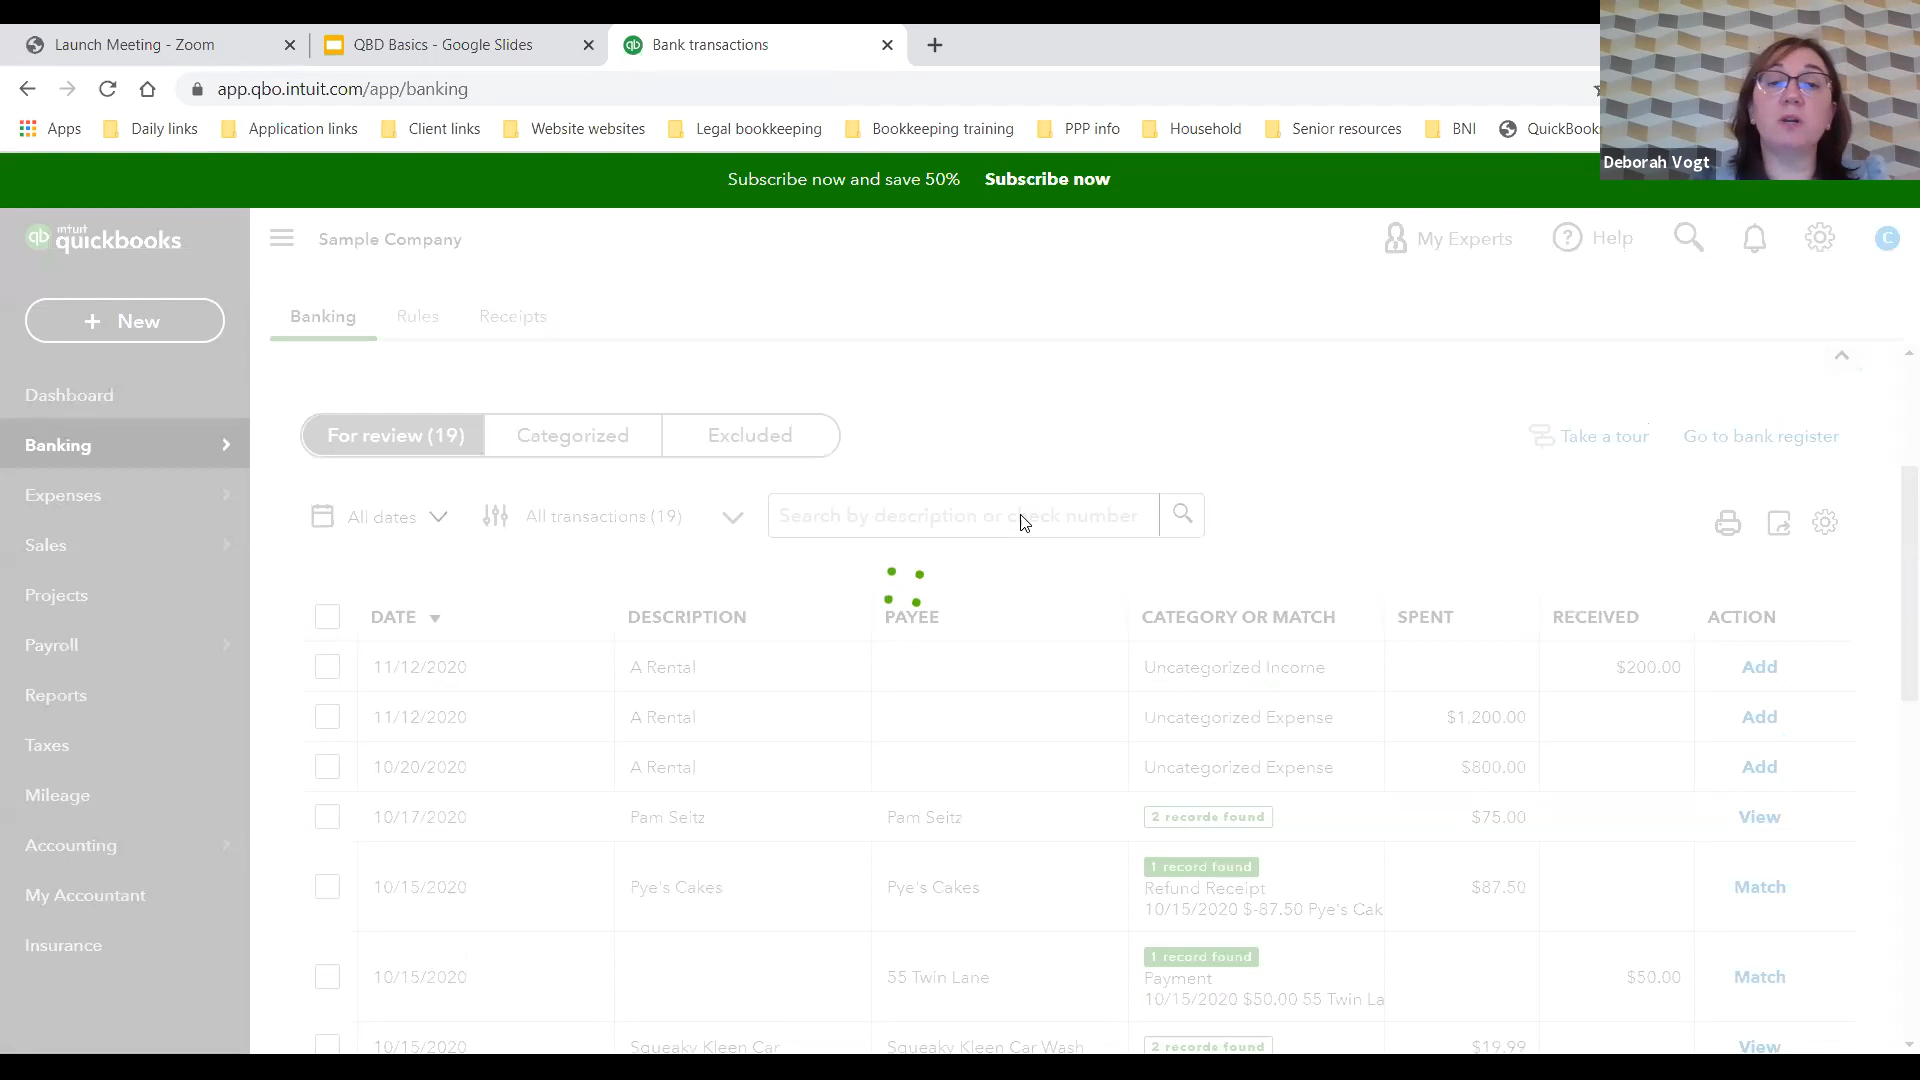 Launch Meeting - Zoom
QBD Basics - Google Slides
qb Bank transactions
app.qbo.intuit.com/app/banking
Apps Daily links Application links Client links Website websites Legal bookkeeping Bookkeeping training PPP info Household Senior resources BNI QuickBook
Deborah Vogt
Subscribe now and save 50% Subscribe now
qb intuit quickbooks
Sample Company
My Experts
Help
C
+ New
Banking Rules Receipts
Dashboard
Banking
Expenses
Sales
Projects
Payroll
Reports
Taxes
Mileage
Accounting
My Accountant
Insurance
For review (19) Categorized Excluded
Take a tour Go to bank register
All dates All transactions (19) Search by description or check number
DATE DESCRIPTION PAYEE CATEGORY OR MATCH SPENT RECEIVED ACTION
11/12/2020 A Rental Uncategorized Income $200.00 Add
11/12/2020 A Rental Uncategorized Expense $1,200.00 Add
10/20/2020 A Rental Uncategorized Expense $800.00 Add
10/17/2020 Pam Seitz Pam Seitz 2 records found $75.00 View
1 record found
10/15/2020 Pye's Cakes Pye's Cakes Refund Receipt $87.50 Match
10/15/2020 $-87.50 Pye's Cak
1 record found
10/15/2020 55 Twin Lane Payment $50.00 Match
10/15/2020 $50.00 55 Twin La
10/15/2020 Squeaky Kleen Car Squeaky Kleen Car Wash 2 records found $19.99 View